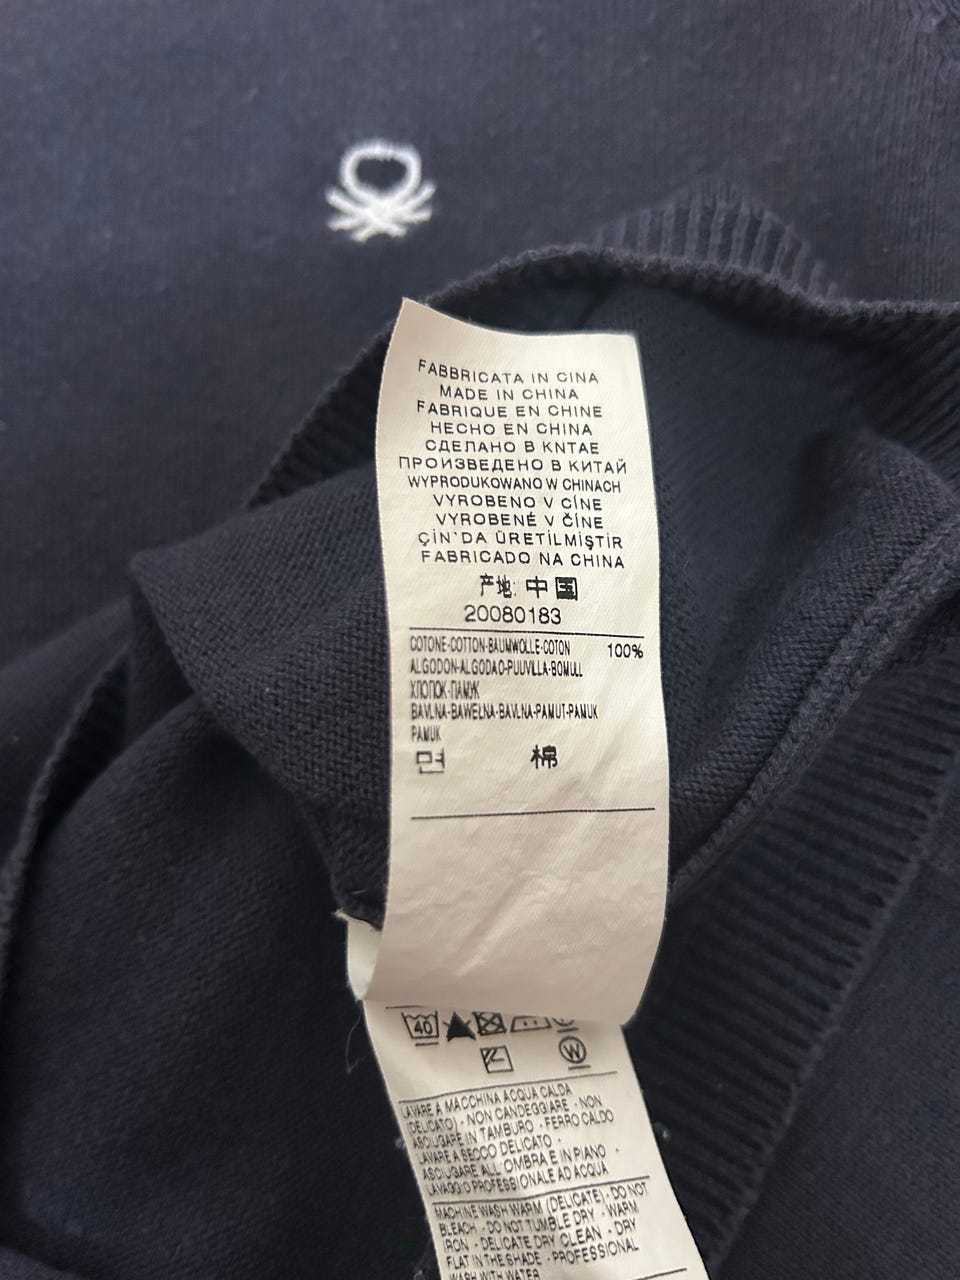 FABBRICATA IN CINA
MADE IN CHINA
FABRIQUE EN CHINE
HECHO EN CHINA
СДЕЛАНО В KNTAE
ПРОИЗВЕДЕНО В КИТАЙ
WYPRODUKOWANO W CHINACH
VYROBENO V CÍNE
VYROBENÉ V ČÍNE
ÇİN`DA ÜRETİLMİŞTİR
FABRICADO NA CHINA
产地: 中国
20080183
COTONE-COTTON-BAUMWOLLE-COTON 100%
ALGODON-ALGODAO-PUUVILLA-BOMULL
ХЛОПОК-ПАМУК
BAVLNA-BAWEŁNA-BAVLNA-PAMUT-PAMUK
PAMUK
면 棉
40
W
LAVARE A MACCHINA ACQUA CALDA
(DELICATO) - NON CANDEGGIARE - NON
ASCIUGARE IN TAMBURO - FERRO CALDO
LAVARE A SECCO DELICATO -
ASCIUGARE ALL'OMBRA E IN PIANO -
LAVAGGIO PROFESSIONALE AD ACQUA
MACHINE WASH WARM (DELICATE) - DO NOT
BLEACH - DO NOT TUMBLE DRY - WARM
IRON - DELICATE DRY CLEAN - DRY
FLAT IN THE SHADE - PROFESSIONAL
WASH WITH WATER